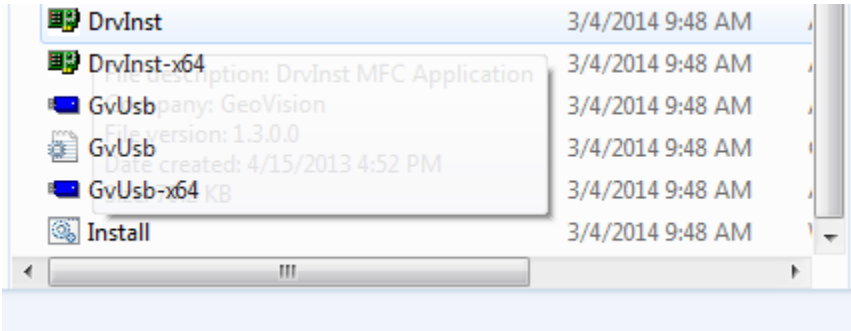 DrvInst 3/4/2014 9:48 AM
DrvInst-x64 3/4/2014 9:48 AM
File description: DrvInst MFC Application
GvUsb 3/4/2014 9:48 AM
Company: GeoVision
File version: 1.3.0.0
GvUsb 3/4/2014 9:48 AM
Date created: 4/15/2013 4:52 PM
GvUsb-x64 3/4/2014 9:48 AM
KB
Install 3/4/2014 9:48 AM